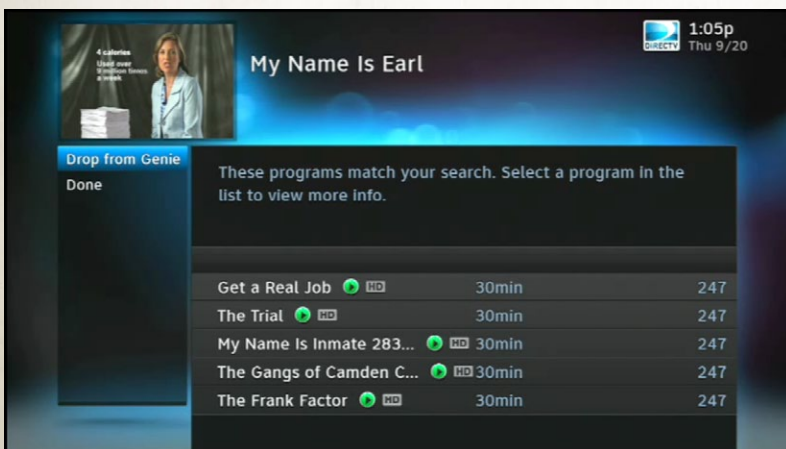 4 calories
Used over
9 million times
a week
My Name Is Earl
DIRECTV
1:05p
Thu 9/20
Drop from Genie
Done
These programs match your search. Select a program in the
list to view more info.
Get a Real Job HD 30min 247
The Trial HD 30min 247
My Name Is Inmate 283... HD 30min 247
The Gangs of Camden C... HD 30min 247
The Frank Factor HD 30min 247